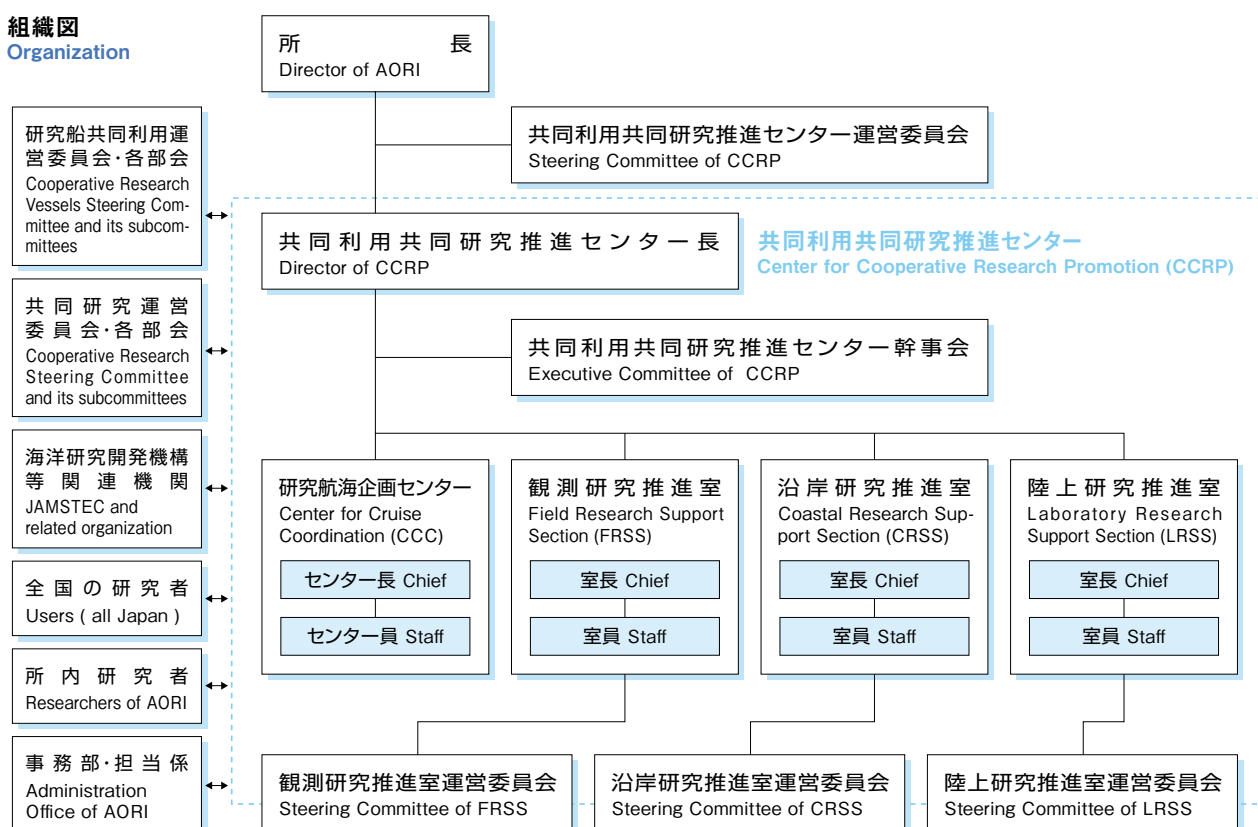 組織図
Organization
所長
Director of AORI
共同利用共同研究推進センター運営委員会
Steering Committee of CCRP
共同利用共同研究推進センター長
Director of CCRP
共同利用共同研究推進センター
Center for Cooperative Research Promotion (CCRP)
共同利用共同研究推進センター幹事会
Executive Committee of CCRP
研究船共同利用運
営委員会・各部会
Cooperative Research
Vessels Steering Com-
mittee and its subcom-
mittees
共同研究運営
委員会・各部会
Cooperative Research
Steering Committee
and its subcommittees
海洋研究開発機構
等関連機関
JAMSTEC and
related organization
全国の研究者
Users ( all Japan )
所内研究者
Researchers of AORI
事務部・担当係
Administration
Office of AORI
研究航海企画センター
Center for Cruise
Coordination (CCC)
センター長 Chief
センター員 Staff
観測研究推進室
Field Research Support
Section (FRSS)
室長 Chief
室員 Staff
沿岸研究推進室
Coastal Research Sup-
port Section (CRSS)
室長 Chief
室員 Staff
陸上研究推進室
Laboratory Research
Support Section (LRSS)
室長 Chief
室員 Staff
観測研究推進室運営委員会
Steering Committee of FRSS
沿岸研究推進室運営委員会
Steering Committee of CRSS
陸上研究推進室運営委員会
Steering Committee of LRSS